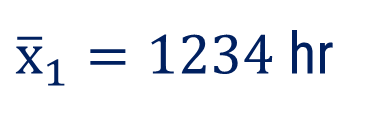 x̅₁ = 1234 hr